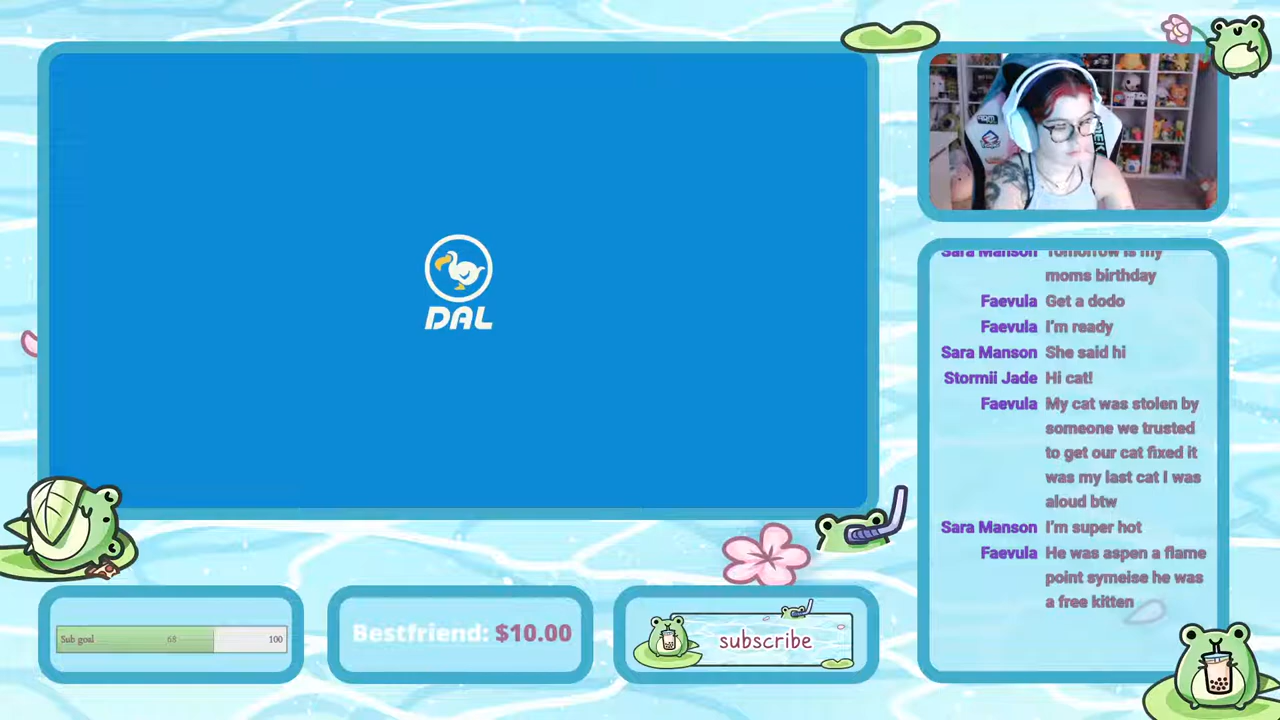 DAL
Sara Manson Tomorrow is my
moms birthday
Faevula Get a dodo
Faevula I'm ready
Sara Manson She said hi
Stormii Jade Hi cat!
Faevula My cat was stolen by
someone we trusted
to get our cat fixed it
was my last cat I was
aloud btw
Sara Manson I'm super hot
Faevula He was aspen a flame
point symeise he was
a free kitten
Sub goal 68 100
Bestfriend: $10.00
subscribe